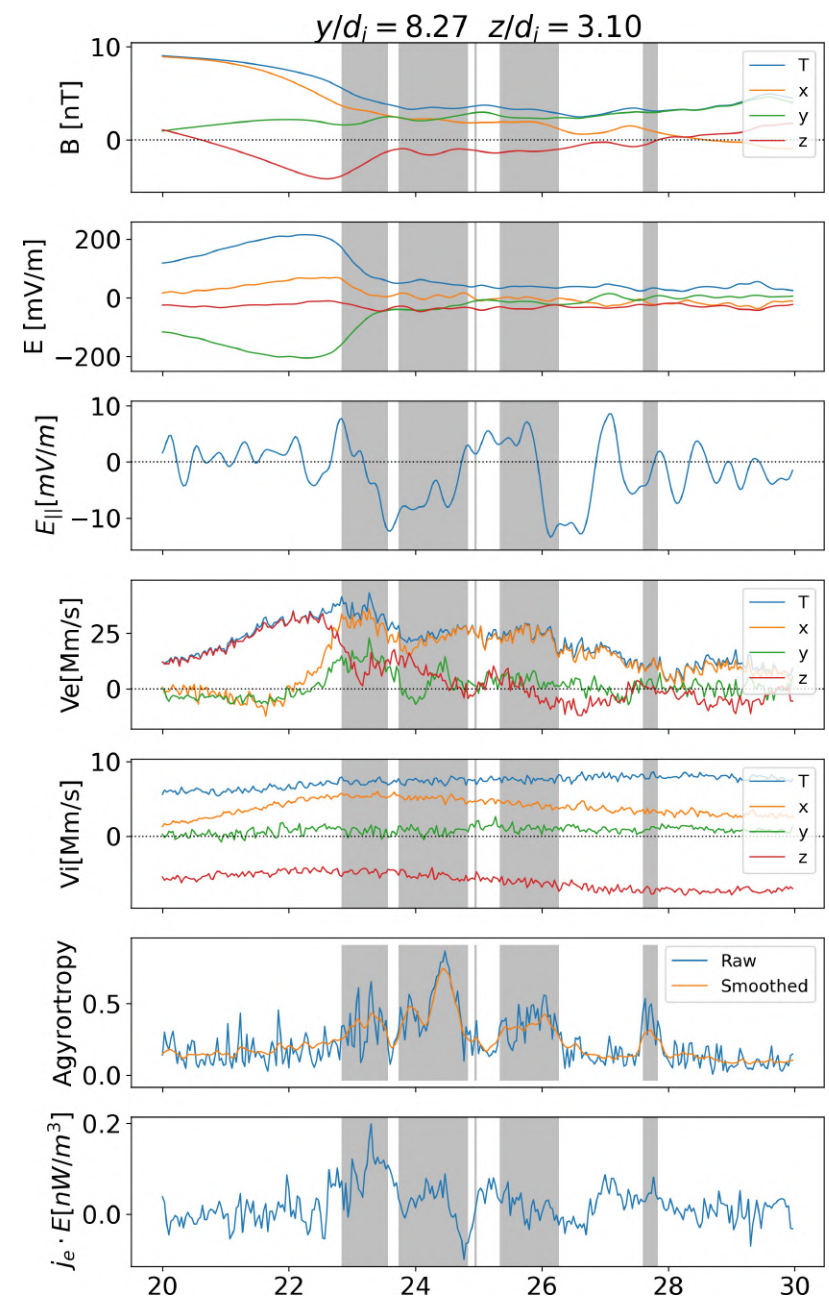 y/d_i = 8.27 z/d_i = 3.10
B [nT]
10
0
T
x
y
z
E [mV/m]
200
0
−200
E_{||}[mV/m]
10
0
−10
Ve[Mm/s]
25
0
T
x
y
z
Vi[Mm/s]
10
0
T
x
y
z
Agyrortropy
0.5
0.0
Raw
Smoothed
j_e · E[nW/m^3]
0.2
0.0
20 22 24 26 28 30